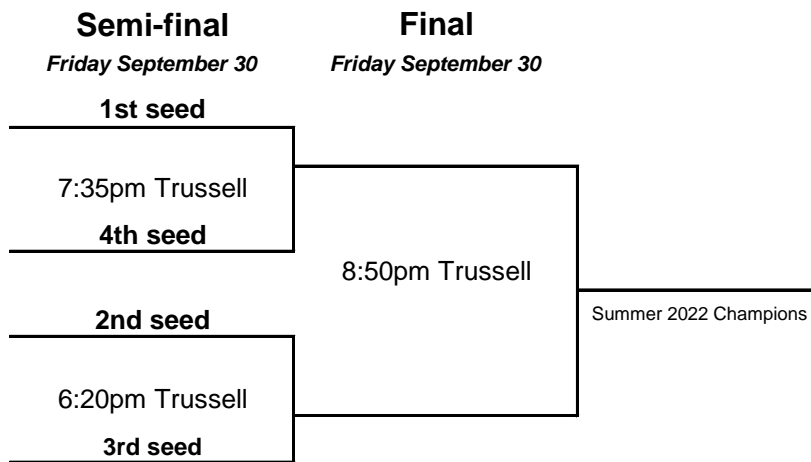 Semi-final
Final
Friday September 30
Friday September 30
1st seed
7:35pm Trussell
4th seed
8:50pm Trussell
Summer 2022 Champions
2nd seed
6:20pm Trussell
3rd seed